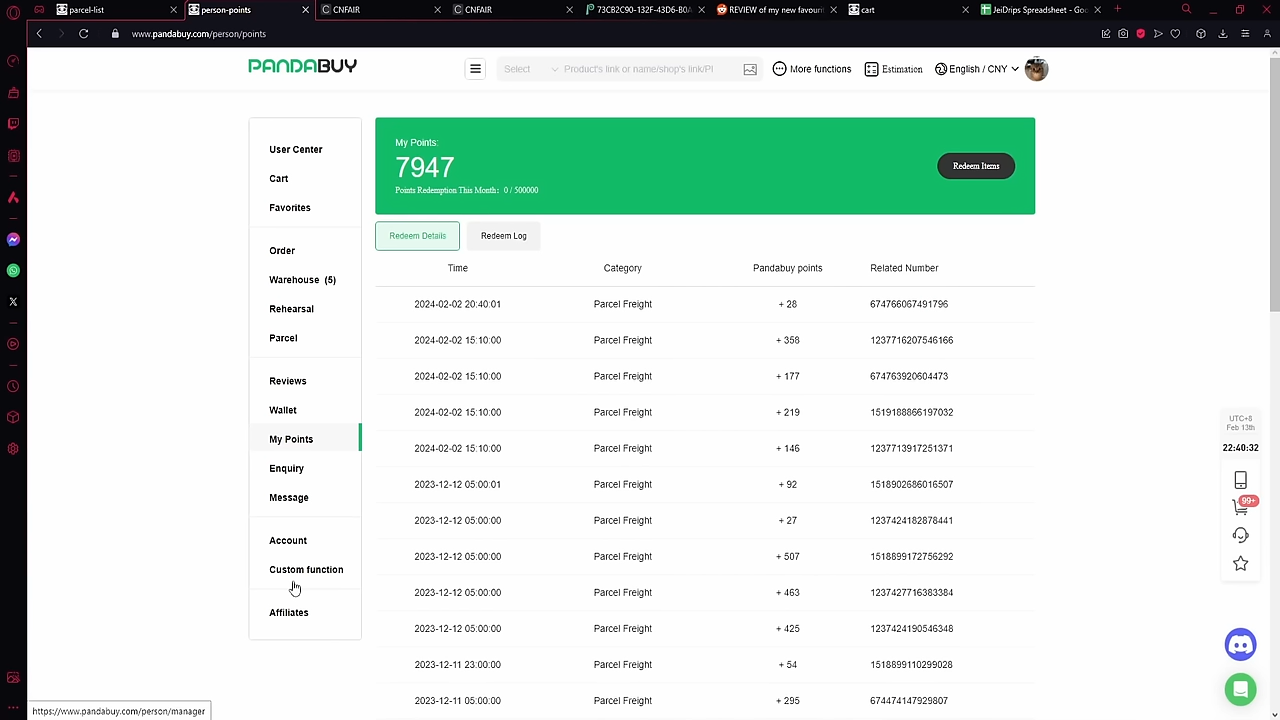 parcel-list
person-points
CNFAIR
CNFAIR
73CB2C90-132F-43D6-B0A
REVIEW of my new favouri
cart
JeiDrips Spreadsheet - Goo
www.pandabuy.com/person/points
PANDABUY
Select
Product's link or name/shop's link/PI
More functions
Estimation
English / CNY
User Center
Cart
Favorites
Order
Warehouse (5)
Rehearsal
Parcel
Reviews
Wallet
My Points
Enquiry
Message
Account
Custom function
Affiliates
My Points:
7947
Points Redemption This Month: 0 / 500000
Redeem Items
Redeem Details
Redeem Log
Time Category Pandabuy points Related Number
2024-02-02 20:40:01 Parcel Freight + 28 674766067491796
2024-02-02 15:10:00 Parcel Freight + 358 1237716207546166
2024-02-02 15:10:00 Parcel Freight + 177 674763920604473
2024-02-02 15:10:00 Parcel Freight + 219 1519188866197032
2024-02-02 15:10:00 Parcel Freight + 146 1237713917251371
2023-12-12 05:00:01 Parcel Freight + 92 1518902686016507
2023-12-12 05:00:00 Parcel Freight + 27 1237424182878441
2023-12-12 05:00:00 Parcel Freight + 507 1518899172756292
2023-12-12 05:00:00 Parcel Freight + 463 1237427716383384
2023-12-12 05:00:00 Parcel Freight + 425 1237424190546348
2023-12-11 23:00:00 Parcel Freight + 54 1518899110299028
2023-12-11 05:00:00 Parcel Freight + 295 674474147929807
UTC+8
Feb 13th
22:40:32
99+
https://www.pandabuy.com/person/manager